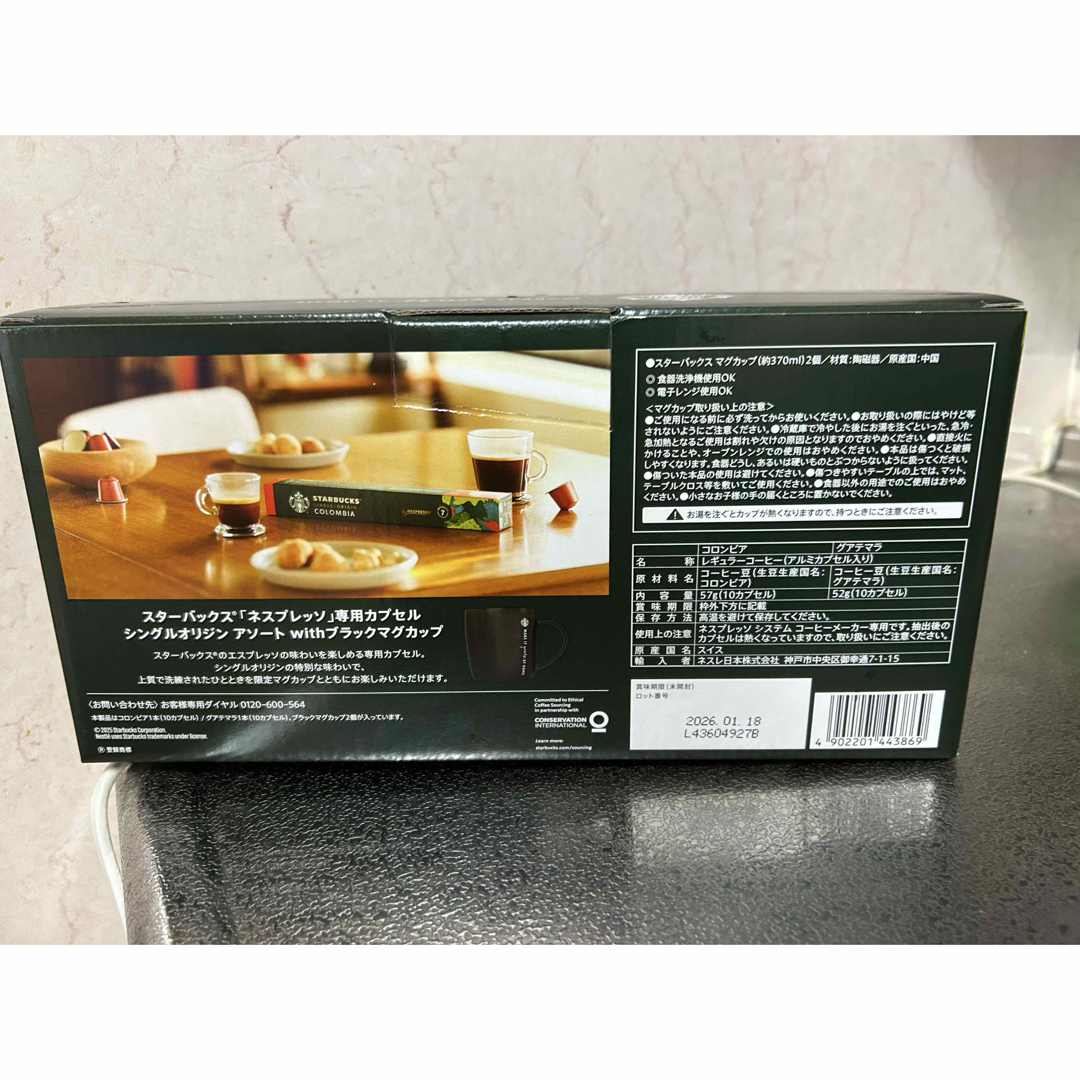 STARBUCKS
SINGLE-ORIGIN
COLOMBIA
NESPRESSO
7
スターバックス®「ネスプレッソ」専用カプセル
シングルオリジン アソート withブラックマグカップ
スターバックス®のエスプレッソの味わいを楽しめる専用カプセル。
シングルオリジンの特別な味わいで、
上質で洗練されたひとときを限定マグカップとともにお楽しみいただけます。
〈お問い合わせ先〉お客様専用ダイヤル 0120-600-564
本製品はコロンビア1本(10カプセル)/グアテマラ1本(10カプセル)、ブラックマグカップ2個が入っています。
© 2025 Starbucks Corporation.
Nestlé uses Starbucks trademarks under license.
® 登録商標
Committed to Ethical
Coffee Sourcing
in partnership with
CONSERVATION
INTERNATIONAL
Learn more:
starbucks.com/sourcing
●スターバックス マグカップ(約370ml)2個/材質:陶磁器/原産国:中国
◎ 食器洗浄機使用OK
◎ 電子レンジ使用OK
<マグカップ取り扱い上の注意>
●ご使用になる前に必ず洗ってからお使いください。●お取り扱いの際にはやけど等
されないようにご注意ください。●冷蔵庫で冷やした後にお湯を注ぐといった、急冷・
急加熱となるご使用は割れや欠けの原因となりますのでおやめください。●直接火に
かけることや、オーブンレンジでの使用はおやめください。●本品は傷つくと破損
しやすくなります。食器どうし、あるいは硬いものとぶつからないように扱ってください。
●傷ついた本品の使用は避けてください。●傷つきやすいテーブルの上では、マット、
テーブルクロス等を敷いてご使用ください。●食器以外の用途でのご使用はおやめ
ください。●小さなお子様の手の届くところに置かないでください。
お湯を注ぐとカップが熱くなりますので、持つときにご注意ください。
コロンビア グアテマラ
名称 レギュラーコーヒー(アルミカプセル入り)
原材料名 コーヒー豆(生豆生産国名:コロンビア) コーヒー豆(生豆生産国名:グアテマラ)
内容量 57g(10カプセル) 52g(10カプセル)
賞味期限 枠外下方に記載
保存方法 高温を避けて保存してください。
使用上の注意 ネスプレッソ システム コーヒーメーカー専用です。抽出後の
カプセルは熱くなっていますので、取り扱いにご注意ください。
原産国名 スイス
輸入者 ネスレ日本株式会社 神戸市中央区御幸通7-1-15
賞味期限(未開封)
ロット番号
2026. 01. 18
L43604927B
4 902201 443869